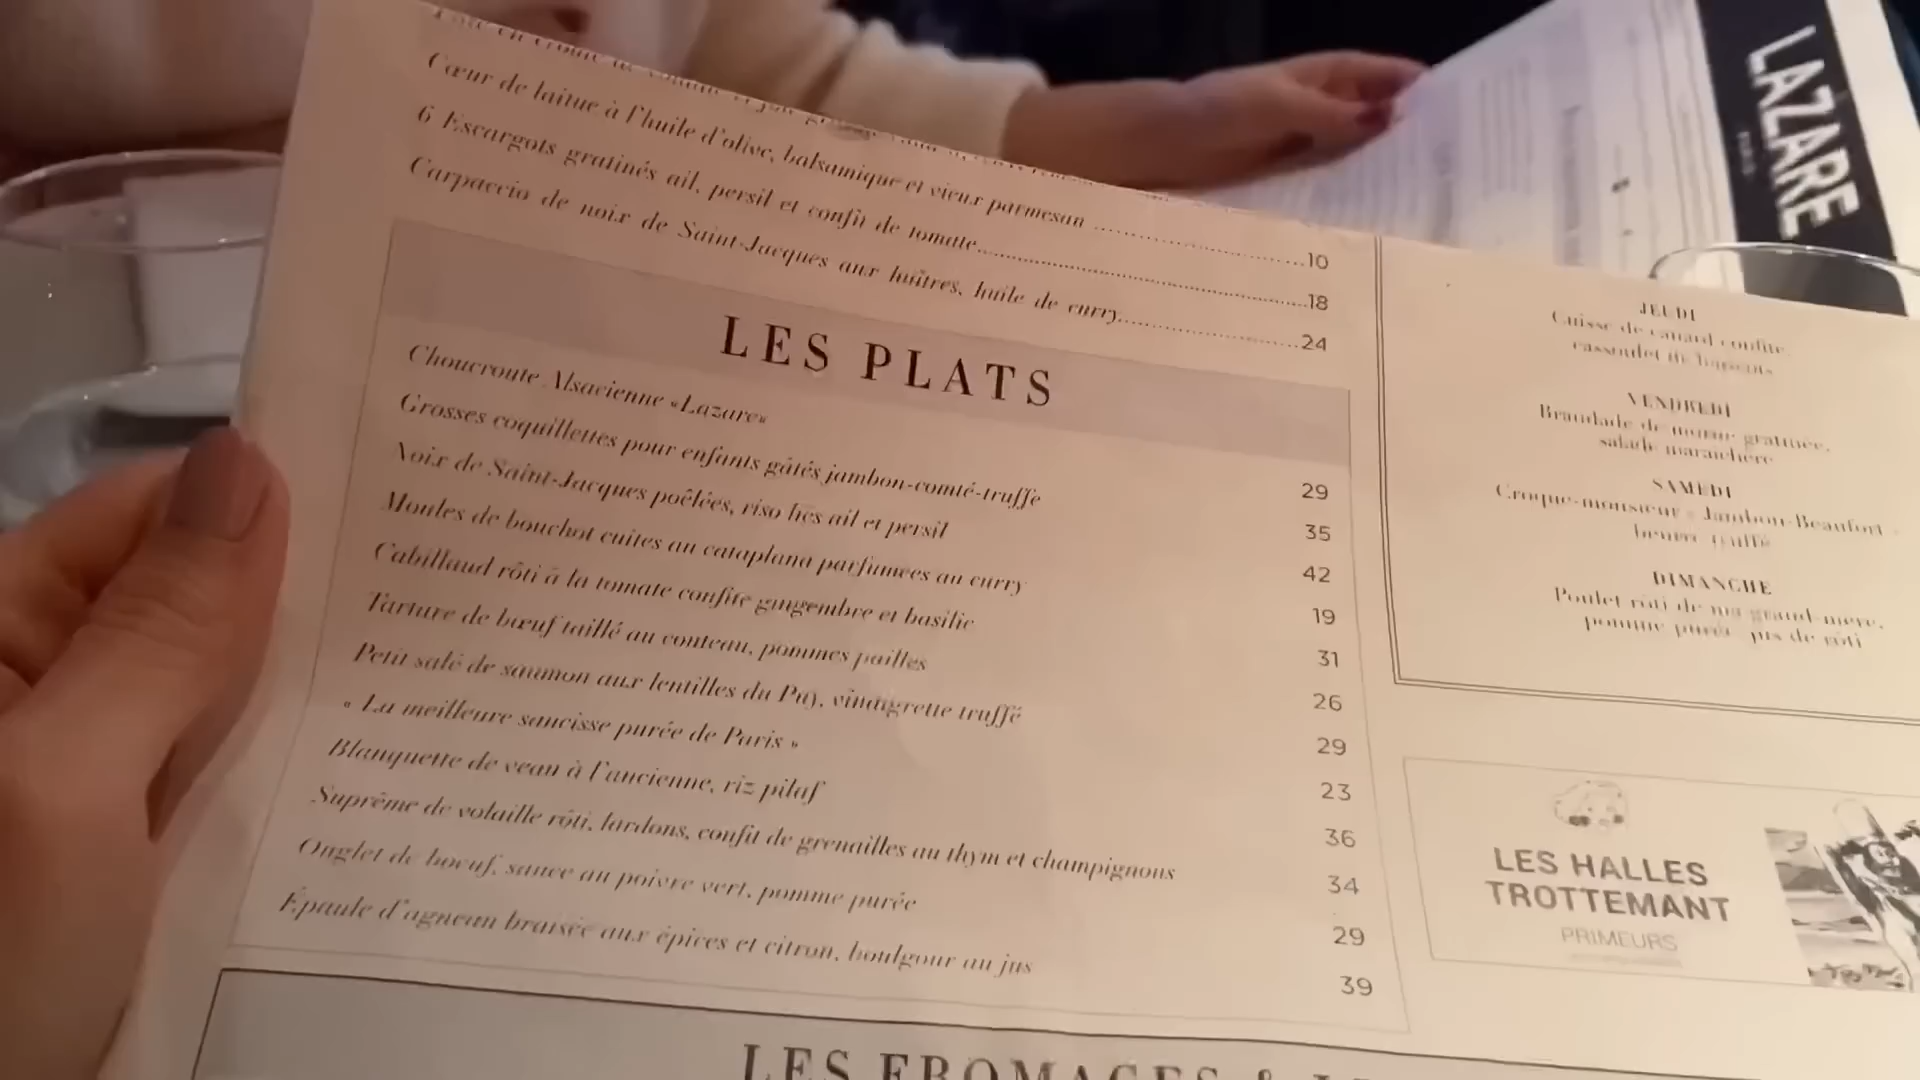 Cœur de laitue à l'huile d'olive, balsamique et vieux parmesan ..... 10
6 Escargots gratinés ail, persil et confit de tomate..... 18
Carpaccio de noix de Saint-Jacques aux huîtres, huile de curry..... 24
LES PLATS
Choucroute Alsacienne «Lazare» 29
Grosses coquillettes pour enfants gâtés jambon-comté-truffe 35
Noix de Saint-Jacques poêlées, riso liés ail et persil 42
Moules de bouchot cuites au cataplana parfumées au curry 19
Cabillaud rôti à la tomate confite gingembre et basilic 31
Tartare de bœuf taillé au couteau, pommes pailles 26
Petit salé de saumon aux lentilles du Puy, vinaigrette truffé 29
« La meilleure saucisse purée de Paris » 23
Blanquette de veau à l'ancienne, riz pilaf 36
Suprême de volaille rôti, lardons, confit de grenailles au thym et champignons 34
Onglet de bœuf, sauce au poivre vert, pomme purée 29
Épaule d'agneau braisée aux épices et citron, boulgour au jus 39
LES FROMAGES &
LAZARE
PARIS
JEUDI
Cuisse de canard confite,
cassoulet de haricots
VENDREDI
Brandade de morue gratinée,
salade maraîchère
SAMEDI
Croque-monsieur « Jambon-Beaufort »
beurre truffé
DIMANCHE
Poulet rôti de ma grand-mère,
pomme purée, jus de rôti
LES HALLES
TROTTEMANT
PRIMEURS